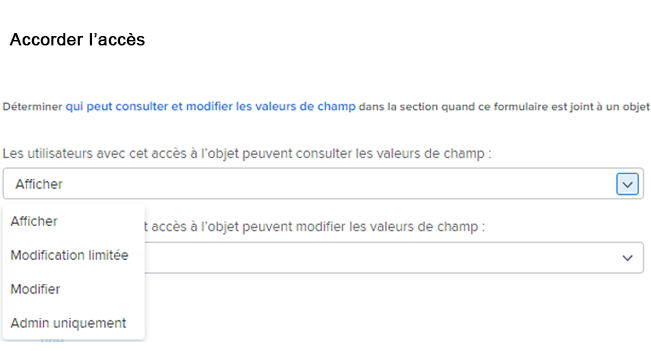 Accorder l'accès
Déterminer qui peut consulter et modifier les valeurs de champ dans la section quand ce formulaire est joint à un objet
Les utilisateurs avec cet accès à l'objet peuvent consulter les valeurs de champ :
Afficher
Afficher
t accès à l'objet peuvent modifier les valeurs de champ :
Modification limitée
Modifier
Admin uniquement